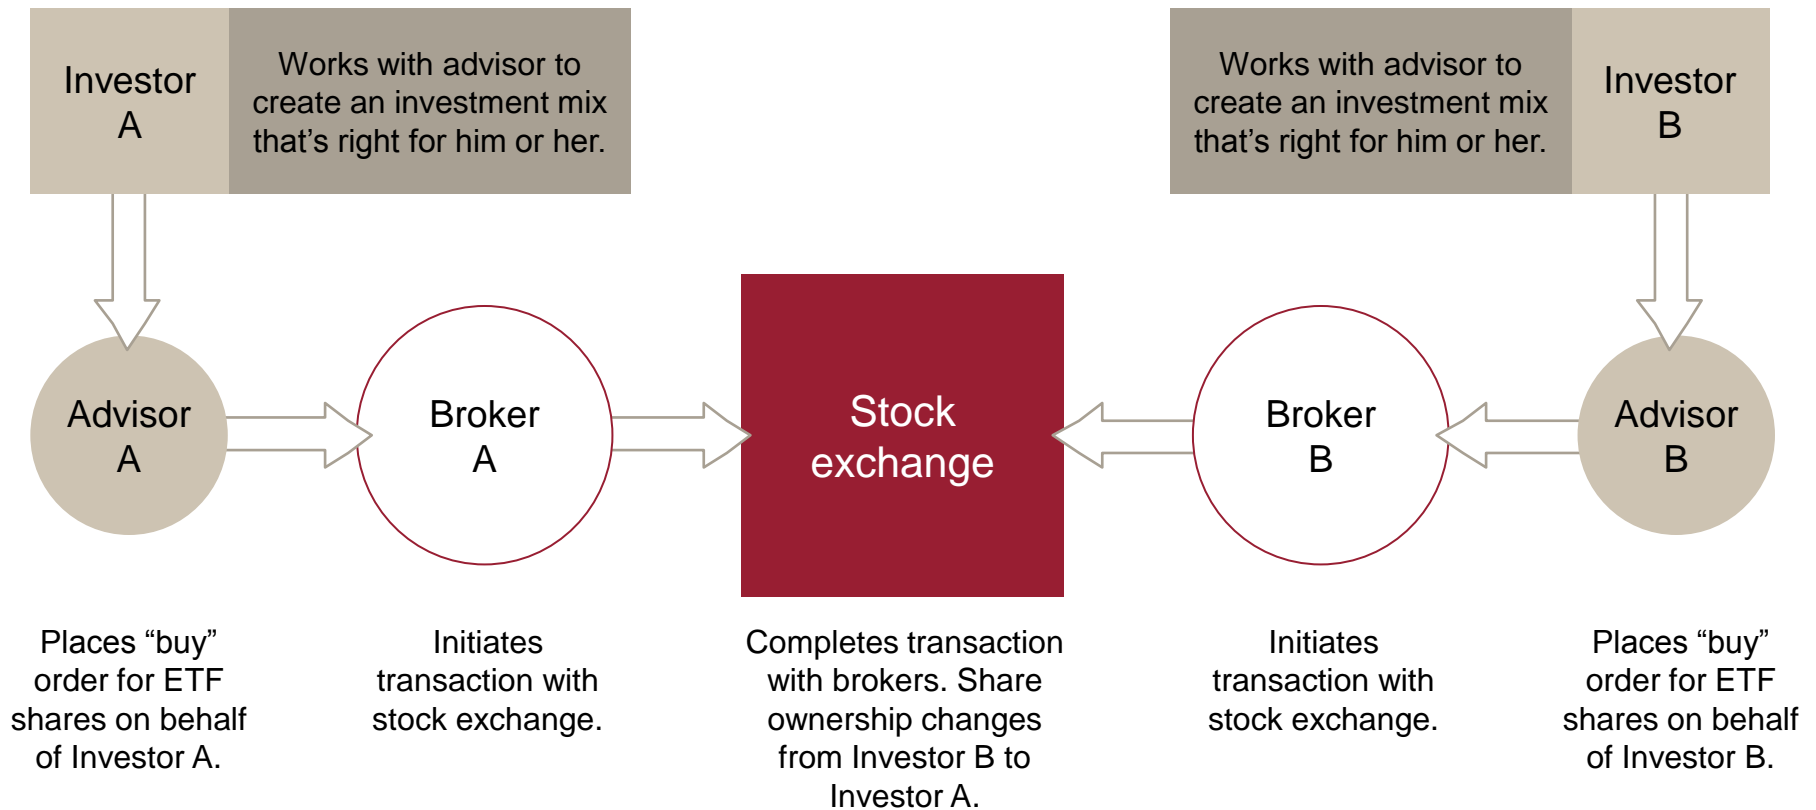 Investor
A
Works with advisor to
create an investment mix
that’s right for him or her.
Works with advisor to
create an investment mix
that’s right for him or her.
Investor
B
Advisor
A
Broker
A
Stock
exchange
Broker
B
Advisor
B
Places “buy”
order for ETF
shares on behalf
of Investor A.
Initiates
transaction with
stock exchange.
Completes transaction
with brokers. Share
ownership changes
from Investor B to
Investor A.
Initiates
transaction with
stock exchange.
Places “buy”
order for ETF
shares on behalf
of Investor B.